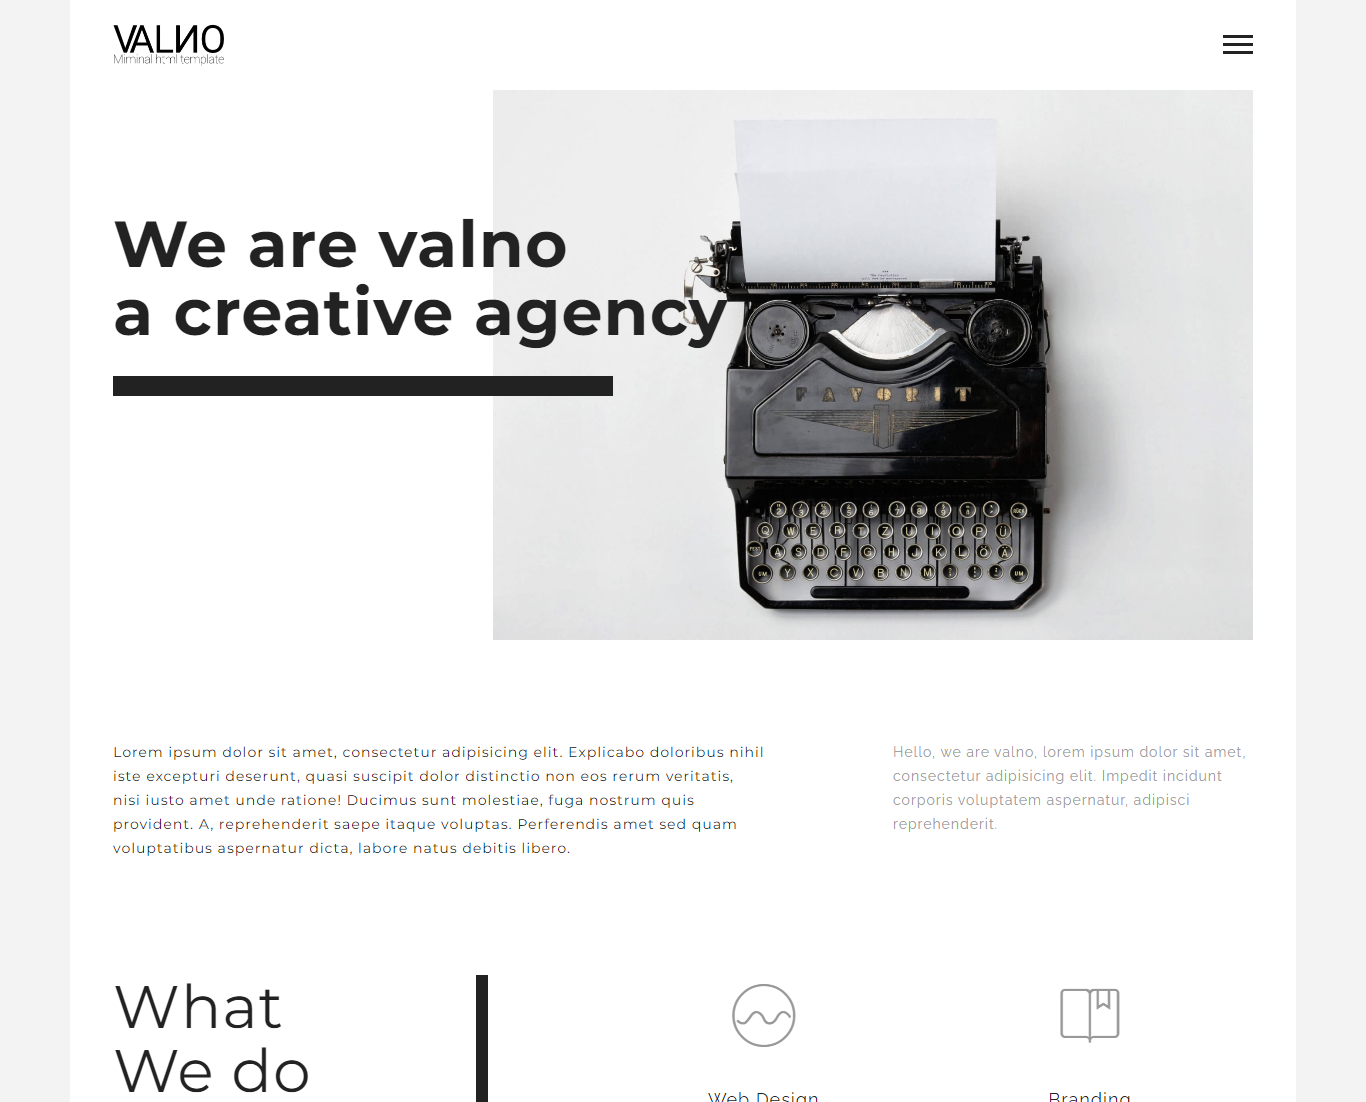 VALИO
Miminal html template
We are valno
a creative agency
FAVORIT
Q W E R T Z U I O P Ü
A S D F G H J K L Ö Ä
UM Y X C V B N M UM
Lorem ipsum dolor sit amet, consectetur adipisicing elit. Explicabo doloribus nihil
iste excepturi deserunt, quasi suscipit dolor distinctio non eos rerum veritatis,
nisi iusto amet unde ratione! Ducimus sunt molestiae, fuga nostrum quis
provident. A, reprehenderit saepe itaque voluptas. Perferendis amet sed quam
voluptatibus aspernatur dicta, labore natus debitis libero.
Hello, we are valno, lorem ipsum dolor sit amet,
consectetur adipisicing elit. Impedit incidunt
corporis voluptatem aspernatur, adipisci
reprehenderit.
What
We do
Web Design
Branding